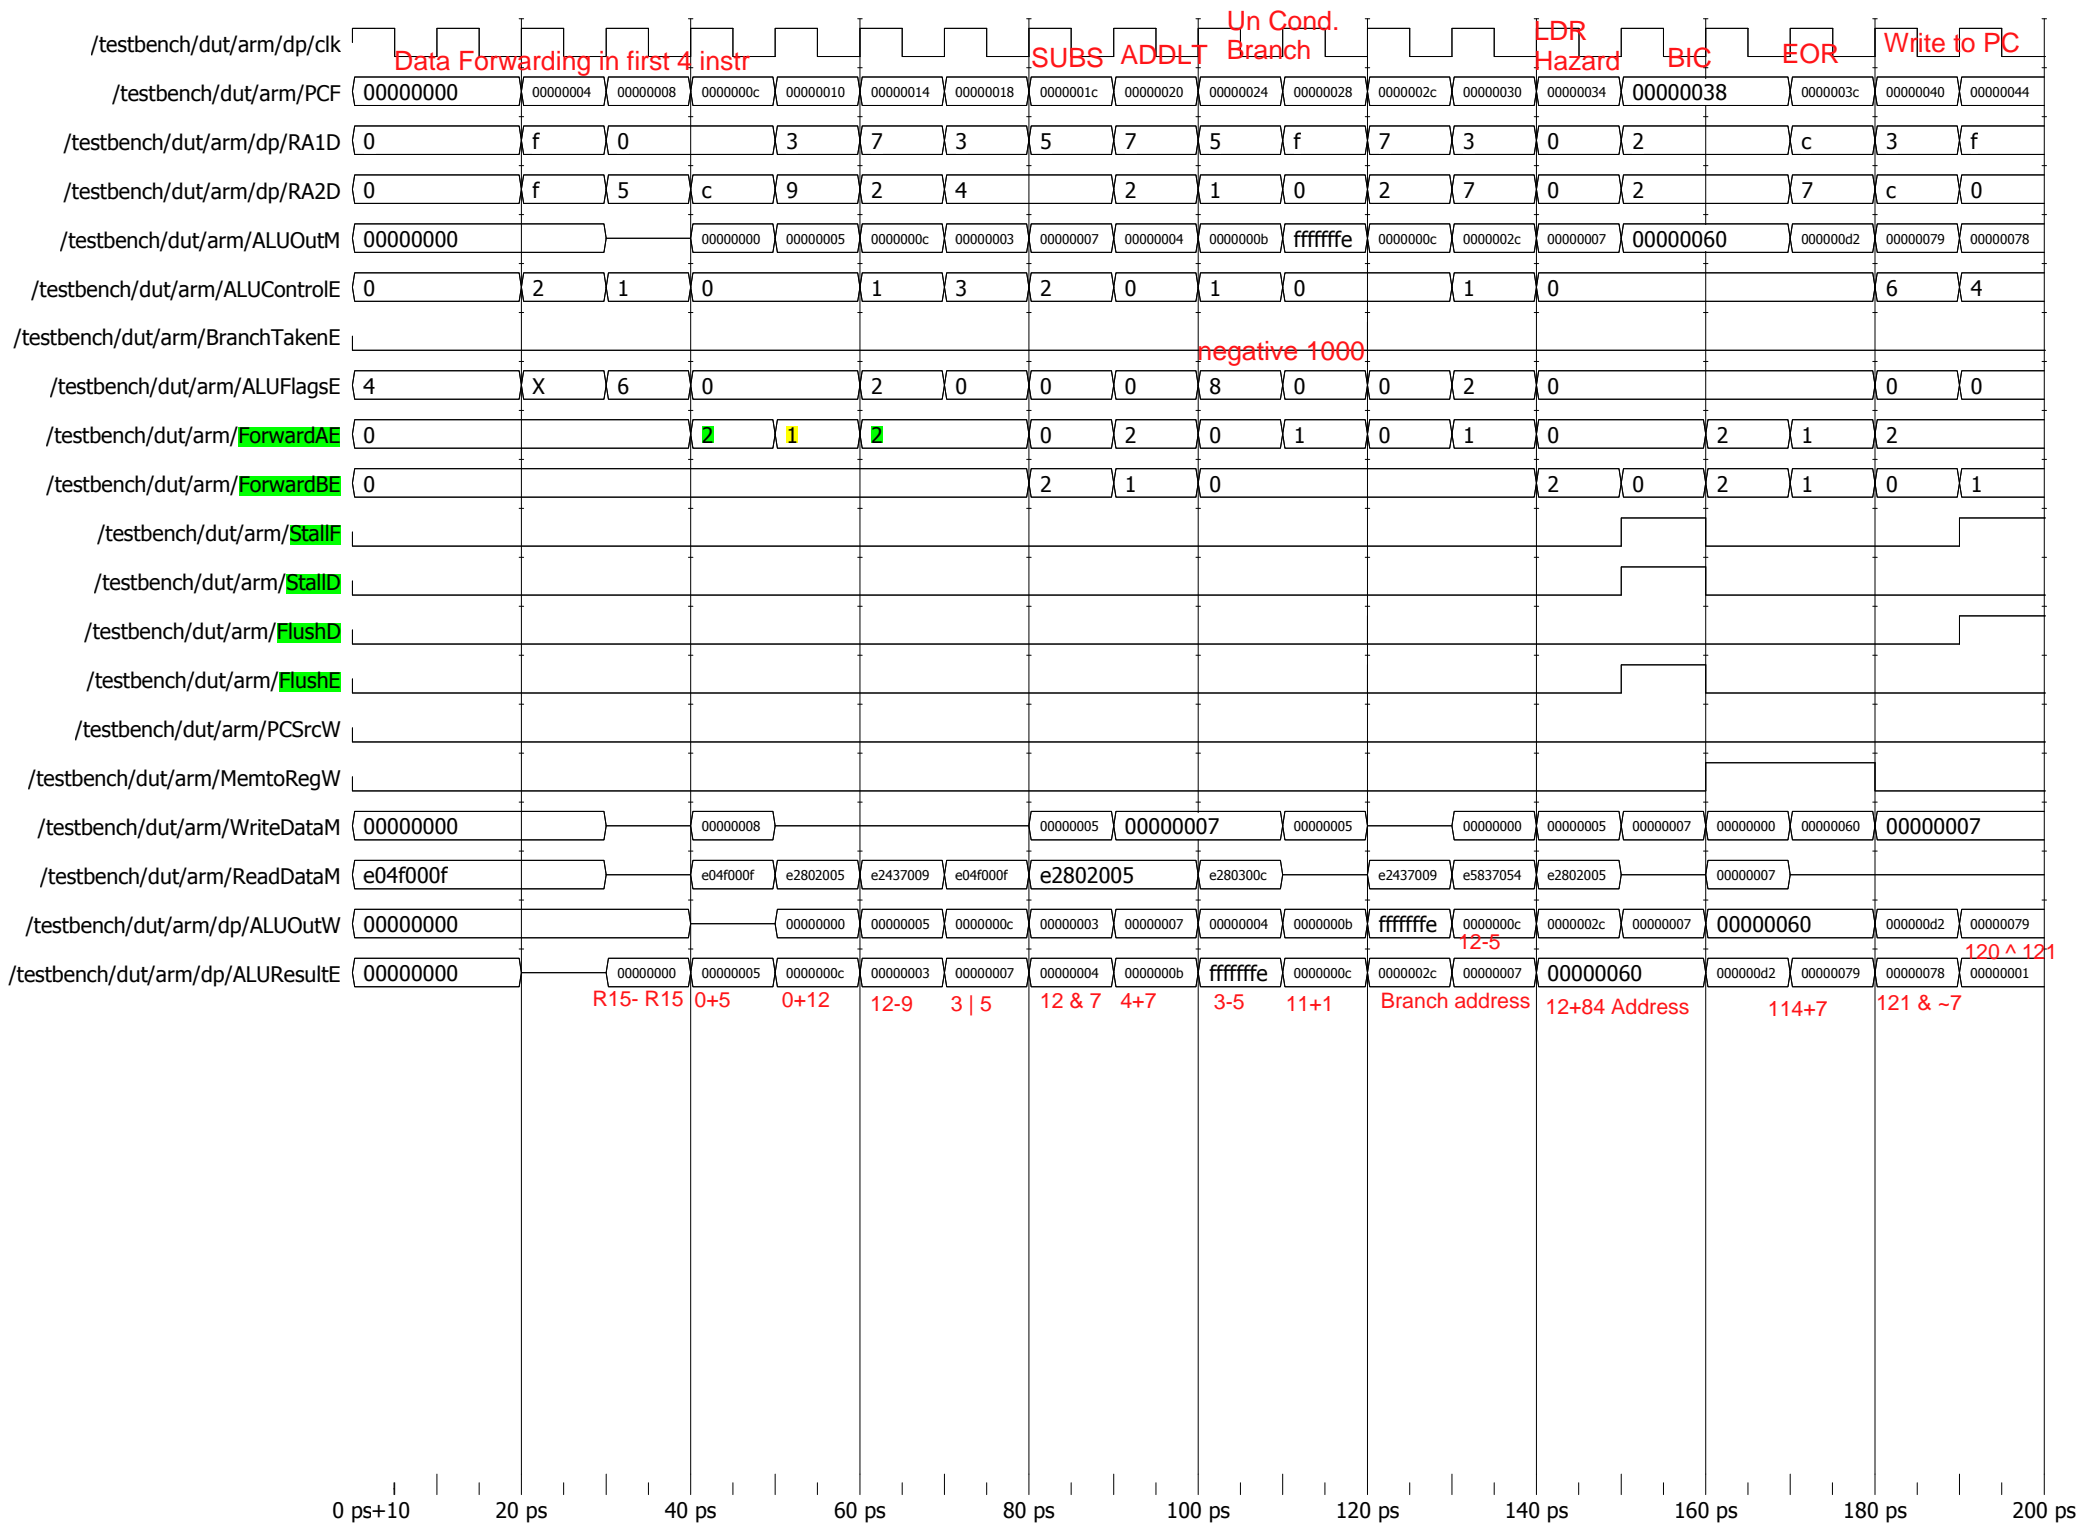 Un Cond.
Branch
LDR
Hazard
Data Forwarding in first 4 instr
SUBS ADDLT
BIC
EOR
Write to PC
/testbench/dut/arm/dp/clk
/testbench/dut/arm/PCF 00000000 00000004 00000008 0000000c 00000010 00000014 00000018 0000001c 00000020 00000024 00000028 0000002c 00000030 00000034 00000038 0000003c 00000040 00000044
/testbench/dut/arm/dp/RA1D 0 f 0 3 7 3 5 7 5 f 7 3 0 2 c 3 f
/testbench/dut/arm/dp/RA2D 0 f 5 c 9 2 4 2 1 0 2 7 0 2 7 c 0
/testbench/dut/arm/ALUOutM 00000000 00000000 00000005 0000000c 00000003 00000007 00000004 0000000b fffffffe 0000000c 0000002c 00000007 00000060 000000d2 00000079 00000078
/testbench/dut/arm/ALUControlE 0 2 1 0 1 3 2 0 1 0 1 0 6 4
/testbench/dut/arm/BranchTakenE
negative 1000
/testbench/dut/arm/ALUFlagsE 4 X 6 0 2 0 0 0 8 0 0 2 0 0 0
/testbench/dut/arm/ForwardAE 0 2 1 2 0 2 0 1 0 1 0 2 1 2
/testbench/dut/arm/ForwardBE 0 2 1 0 2 0 2 1 0 1
/testbench/dut/arm/StallF
/testbench/dut/arm/StallD
/testbench/dut/arm/FlushD
/testbench/dut/arm/FlushE
/testbench/dut/arm/PCSrcW
/testbench/dut/arm/MemtoRegW
/testbench/dut/arm/WriteDataM 00000000 00000008 00000005 00000007 00000005 00000000 00000005 00000007 00000000 00000060 00000007
/testbench/dut/arm/ReadDataM e04f000f e04f000f e2802005 e2437009 e04f000f e2802005 e280300c e2437009 e5837054 e2802005 00000007
/testbench/dut/arm/dp/ALUOutW 00000000 00000000 00000005 0000000c 00000003 00000007 00000004 0000000b fffffffe 0000000c 0000002c 00000007 00000060 000000d2 00000079
12-5
120 ^ 121
/testbench/dut/arm/dp/ALUResultE 00000000 00000000 00000005 0000000c 00000003 00000007 00000004 0000000b fffffffe 0000000c 0000002c 00000007 00000060 000000d2 00000079 00000078 00000001
R15- R15 0+5 0+12 12-9 3 | 5 12 & 7 4+7 3-5 11+1 Branch address 12+84 Address 114+7 121 & ~7
0 ps+10 20 ps 40 ps 60 ps 80 ps 100 ps 120 ps 140 ps 160 ps 180 ps 200 ps